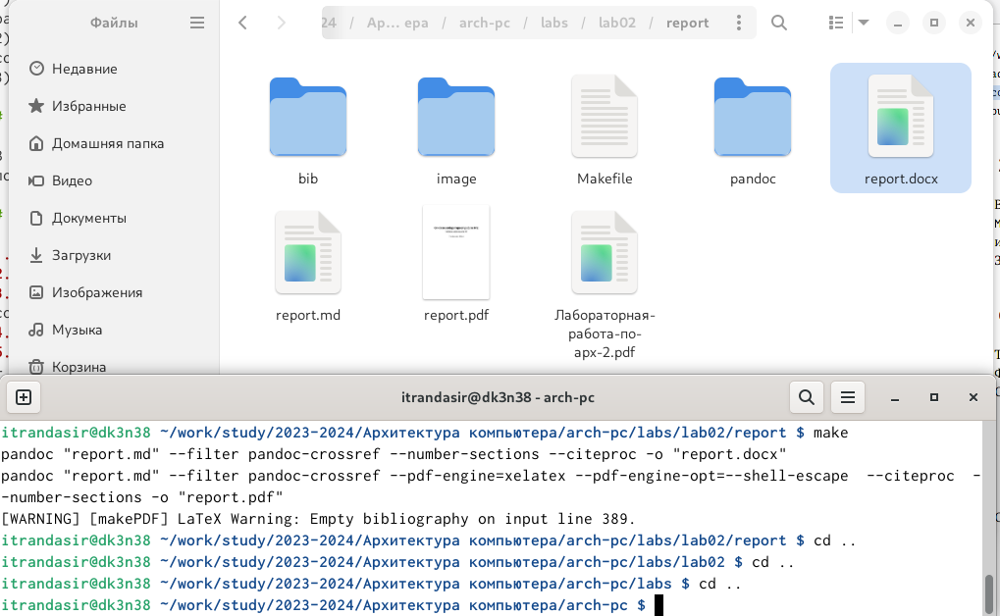 Файлы
24 / Ар... ера / arch-pc / labs / lab02 / report
Недавние
Избранные
Домашняя папка
Видео
Документы
Загрузки
Изображения
Музыка
Корзина
bib
image
Makefile
pandoc
report.docx
report.md
report.pdf
Лабораторная-
работа-по-
арх-2.pdf
itrandasir@dk3n38 - arch-pc
itrandasir@dk3n38 ~/work/study/2023-2024/Архитектура компьютера/arch-pc/labs/lab02/report $ make
pandoc "report.md" --filter pandoc-crossref --number-sections --citeproc -o "report.docx"
pandoc "report.md" --filter pandoc-crossref --pdf-engine=xelatex --pdf-engine-opt=--shell-escape  --citeproc  -
-number-sections -o "report.pdf"
[WARNING] [makePDF] LaTeX Warning: Empty bibliography on input line 389.
itrandasir@dk3n38 ~/work/study/2023-2024/Архитектура компьютера/arch-pc/labs/lab02/report $ cd ..
itrandasir@dk3n38 ~/work/study/2023-2024/Архитектура компьютера/arch-pc/labs/lab02 $ cd ..
itrandasir@dk3n38 ~/work/study/2023-2024/Архитектура компьютера/arch-pc/labs $ cd ..
itrandasir@dk3n38 ~/work/study/2023-2024/Архитектура компьютера/arch-pc $